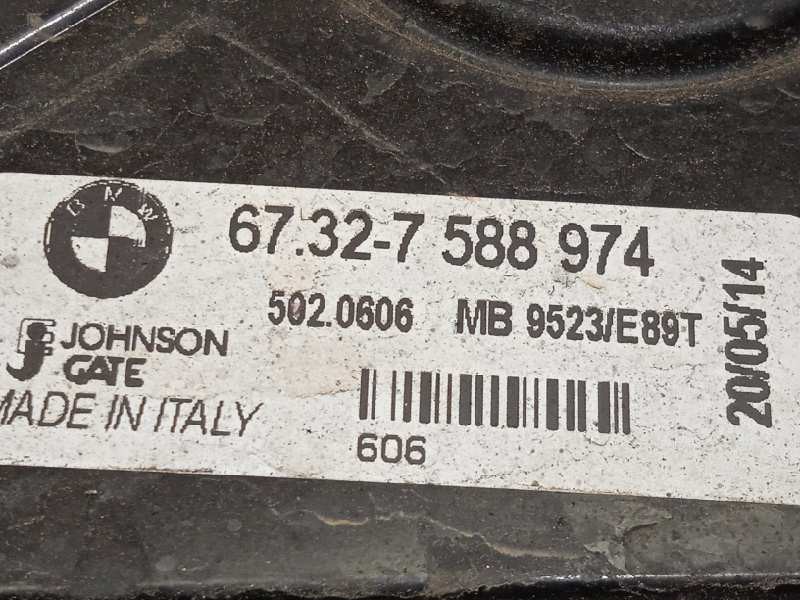 BMW
67.32-7 588 974
502.0606 MB 9523/E89T
20/05/14
JOHNSON
GATE
MADE IN ITALY
606